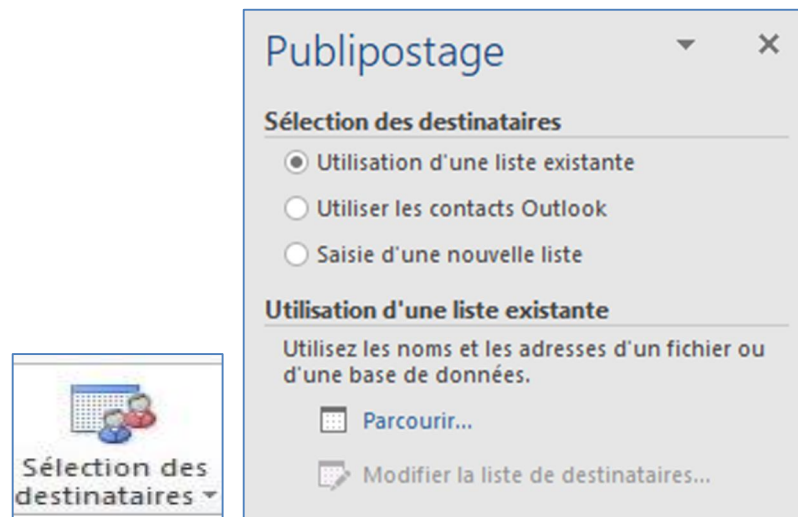 Publipostage
Sélection des destinataires
Utilisation d'une liste existante
Utiliser les contacts Outlook
Saisie d'une nouvelle liste
Utilisation d'une liste existante
Utilisez les noms et les adresses d'un fichier ou
d'une base de données.
Parcourir...
Modifier la liste de destinataires...
Sélection des
destinataires